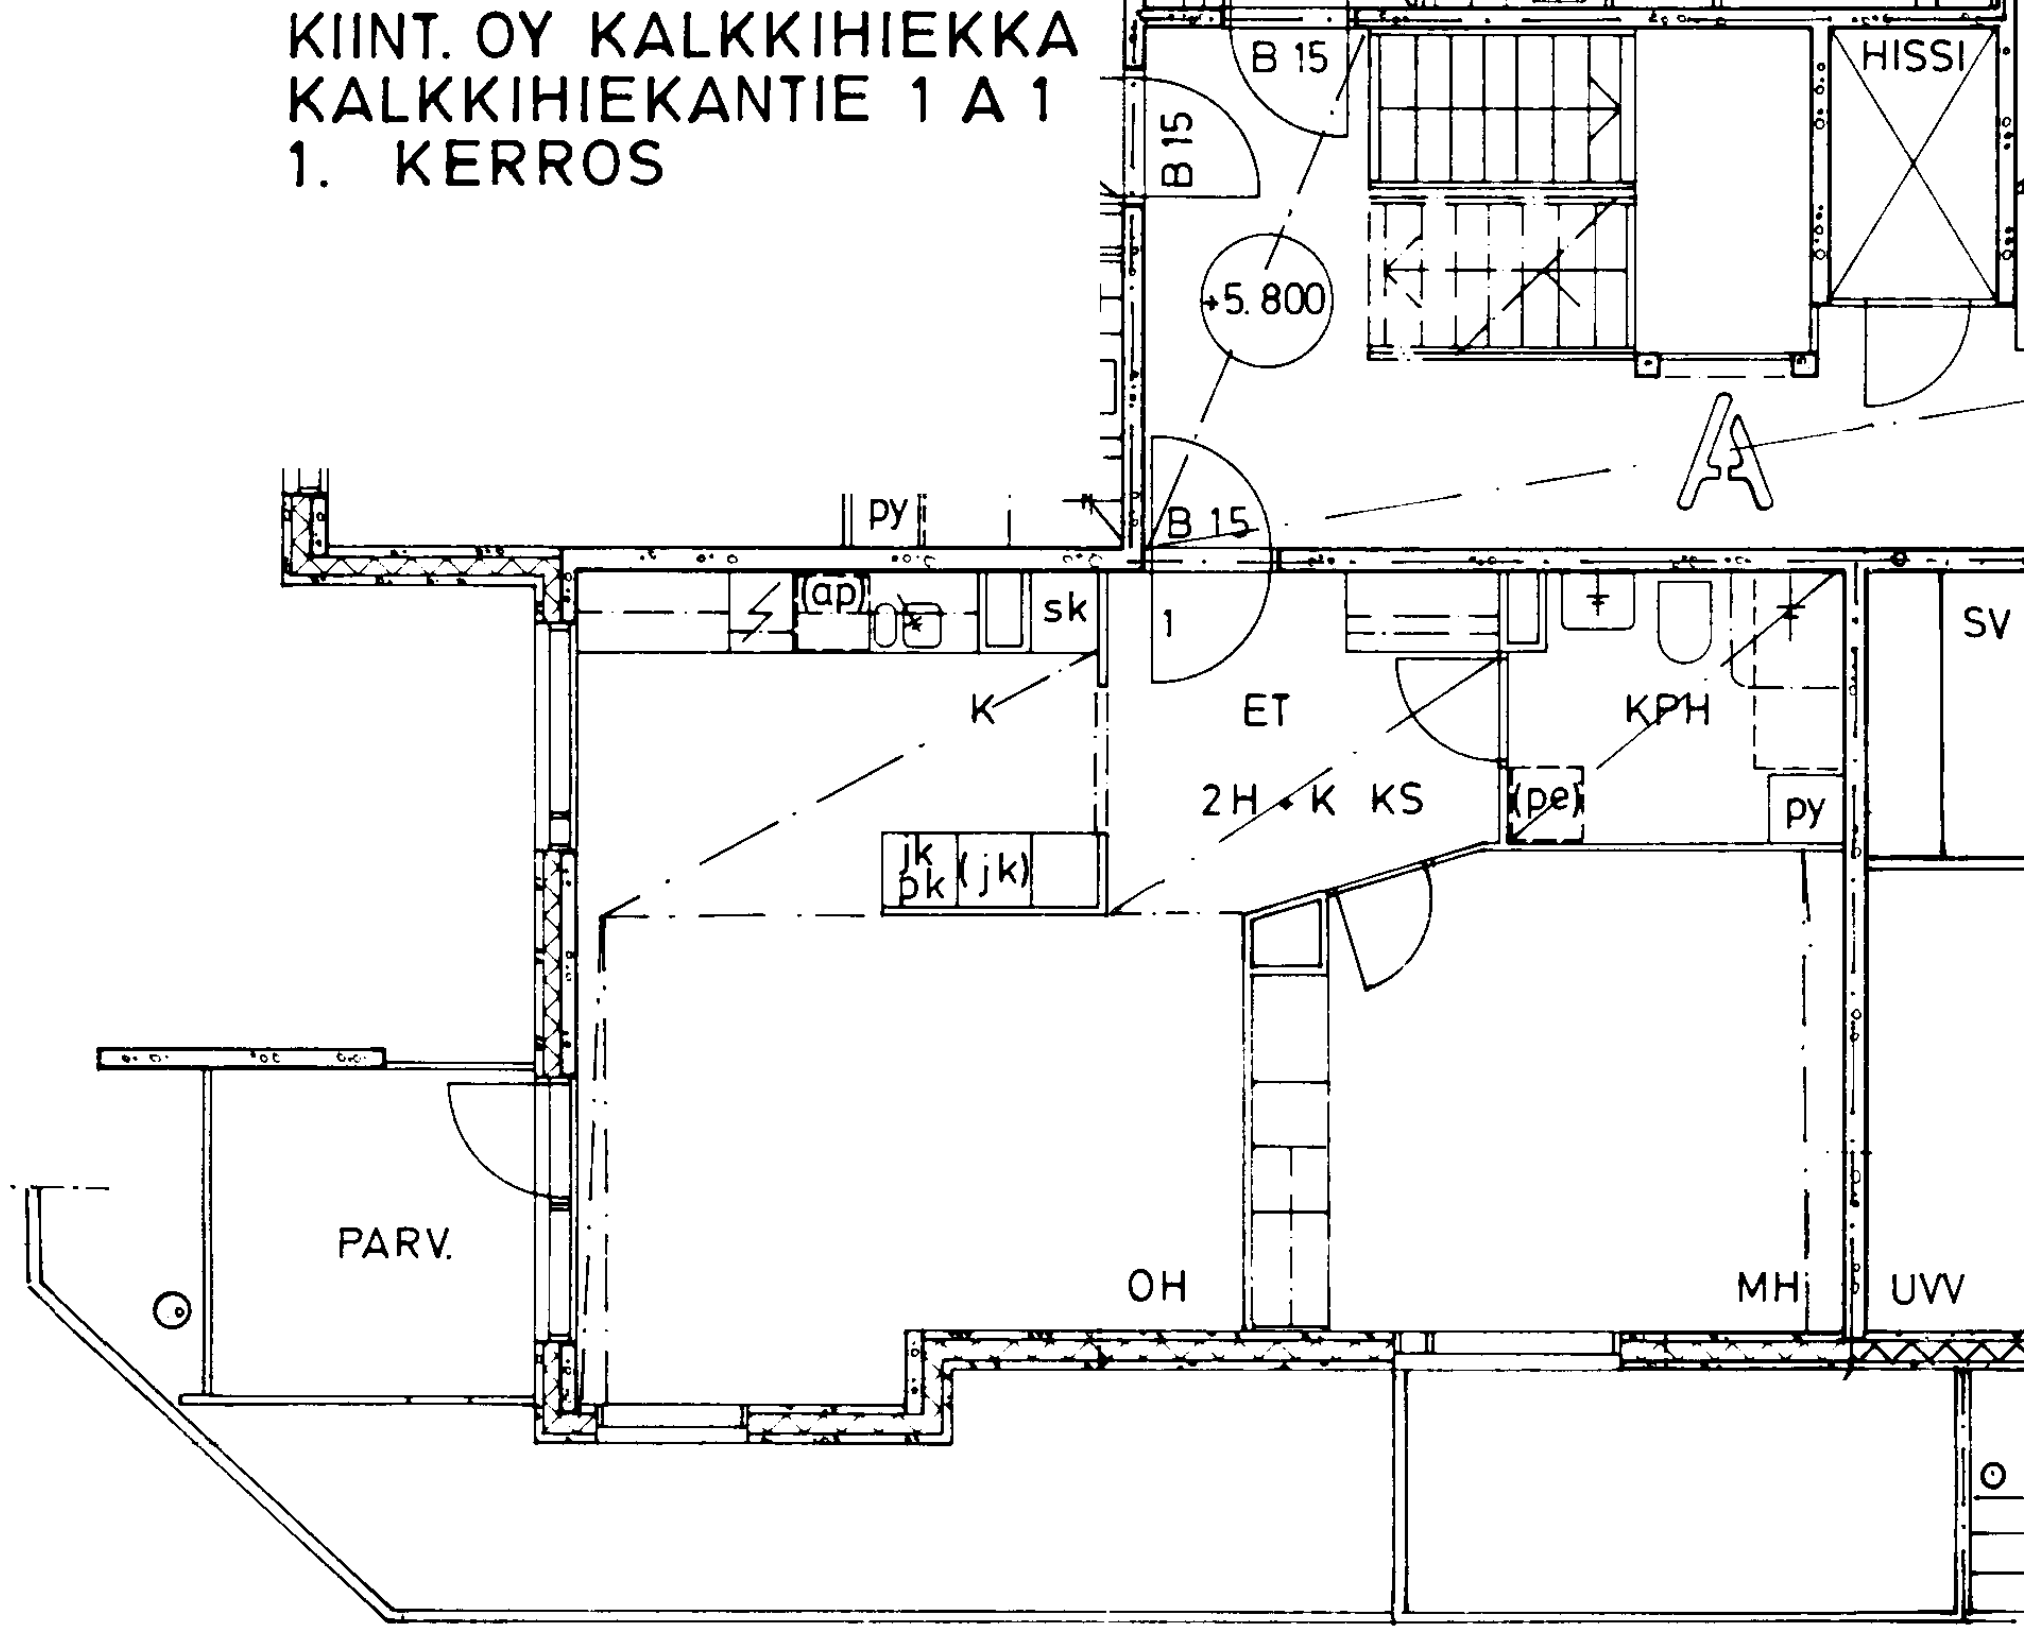 KIINT. OY KALKKIHIEKKA
KALKKIHIEKANTIE 1 A 1
1. KERROS
B 15
HISSI
B 15
+5.800
A
py
B 15
(ap)
sk
1
SV
K
ET
KPH
2H + K KS
(pe)
py
jk
pk
(jk)
PARV.
OH
MH
UVV